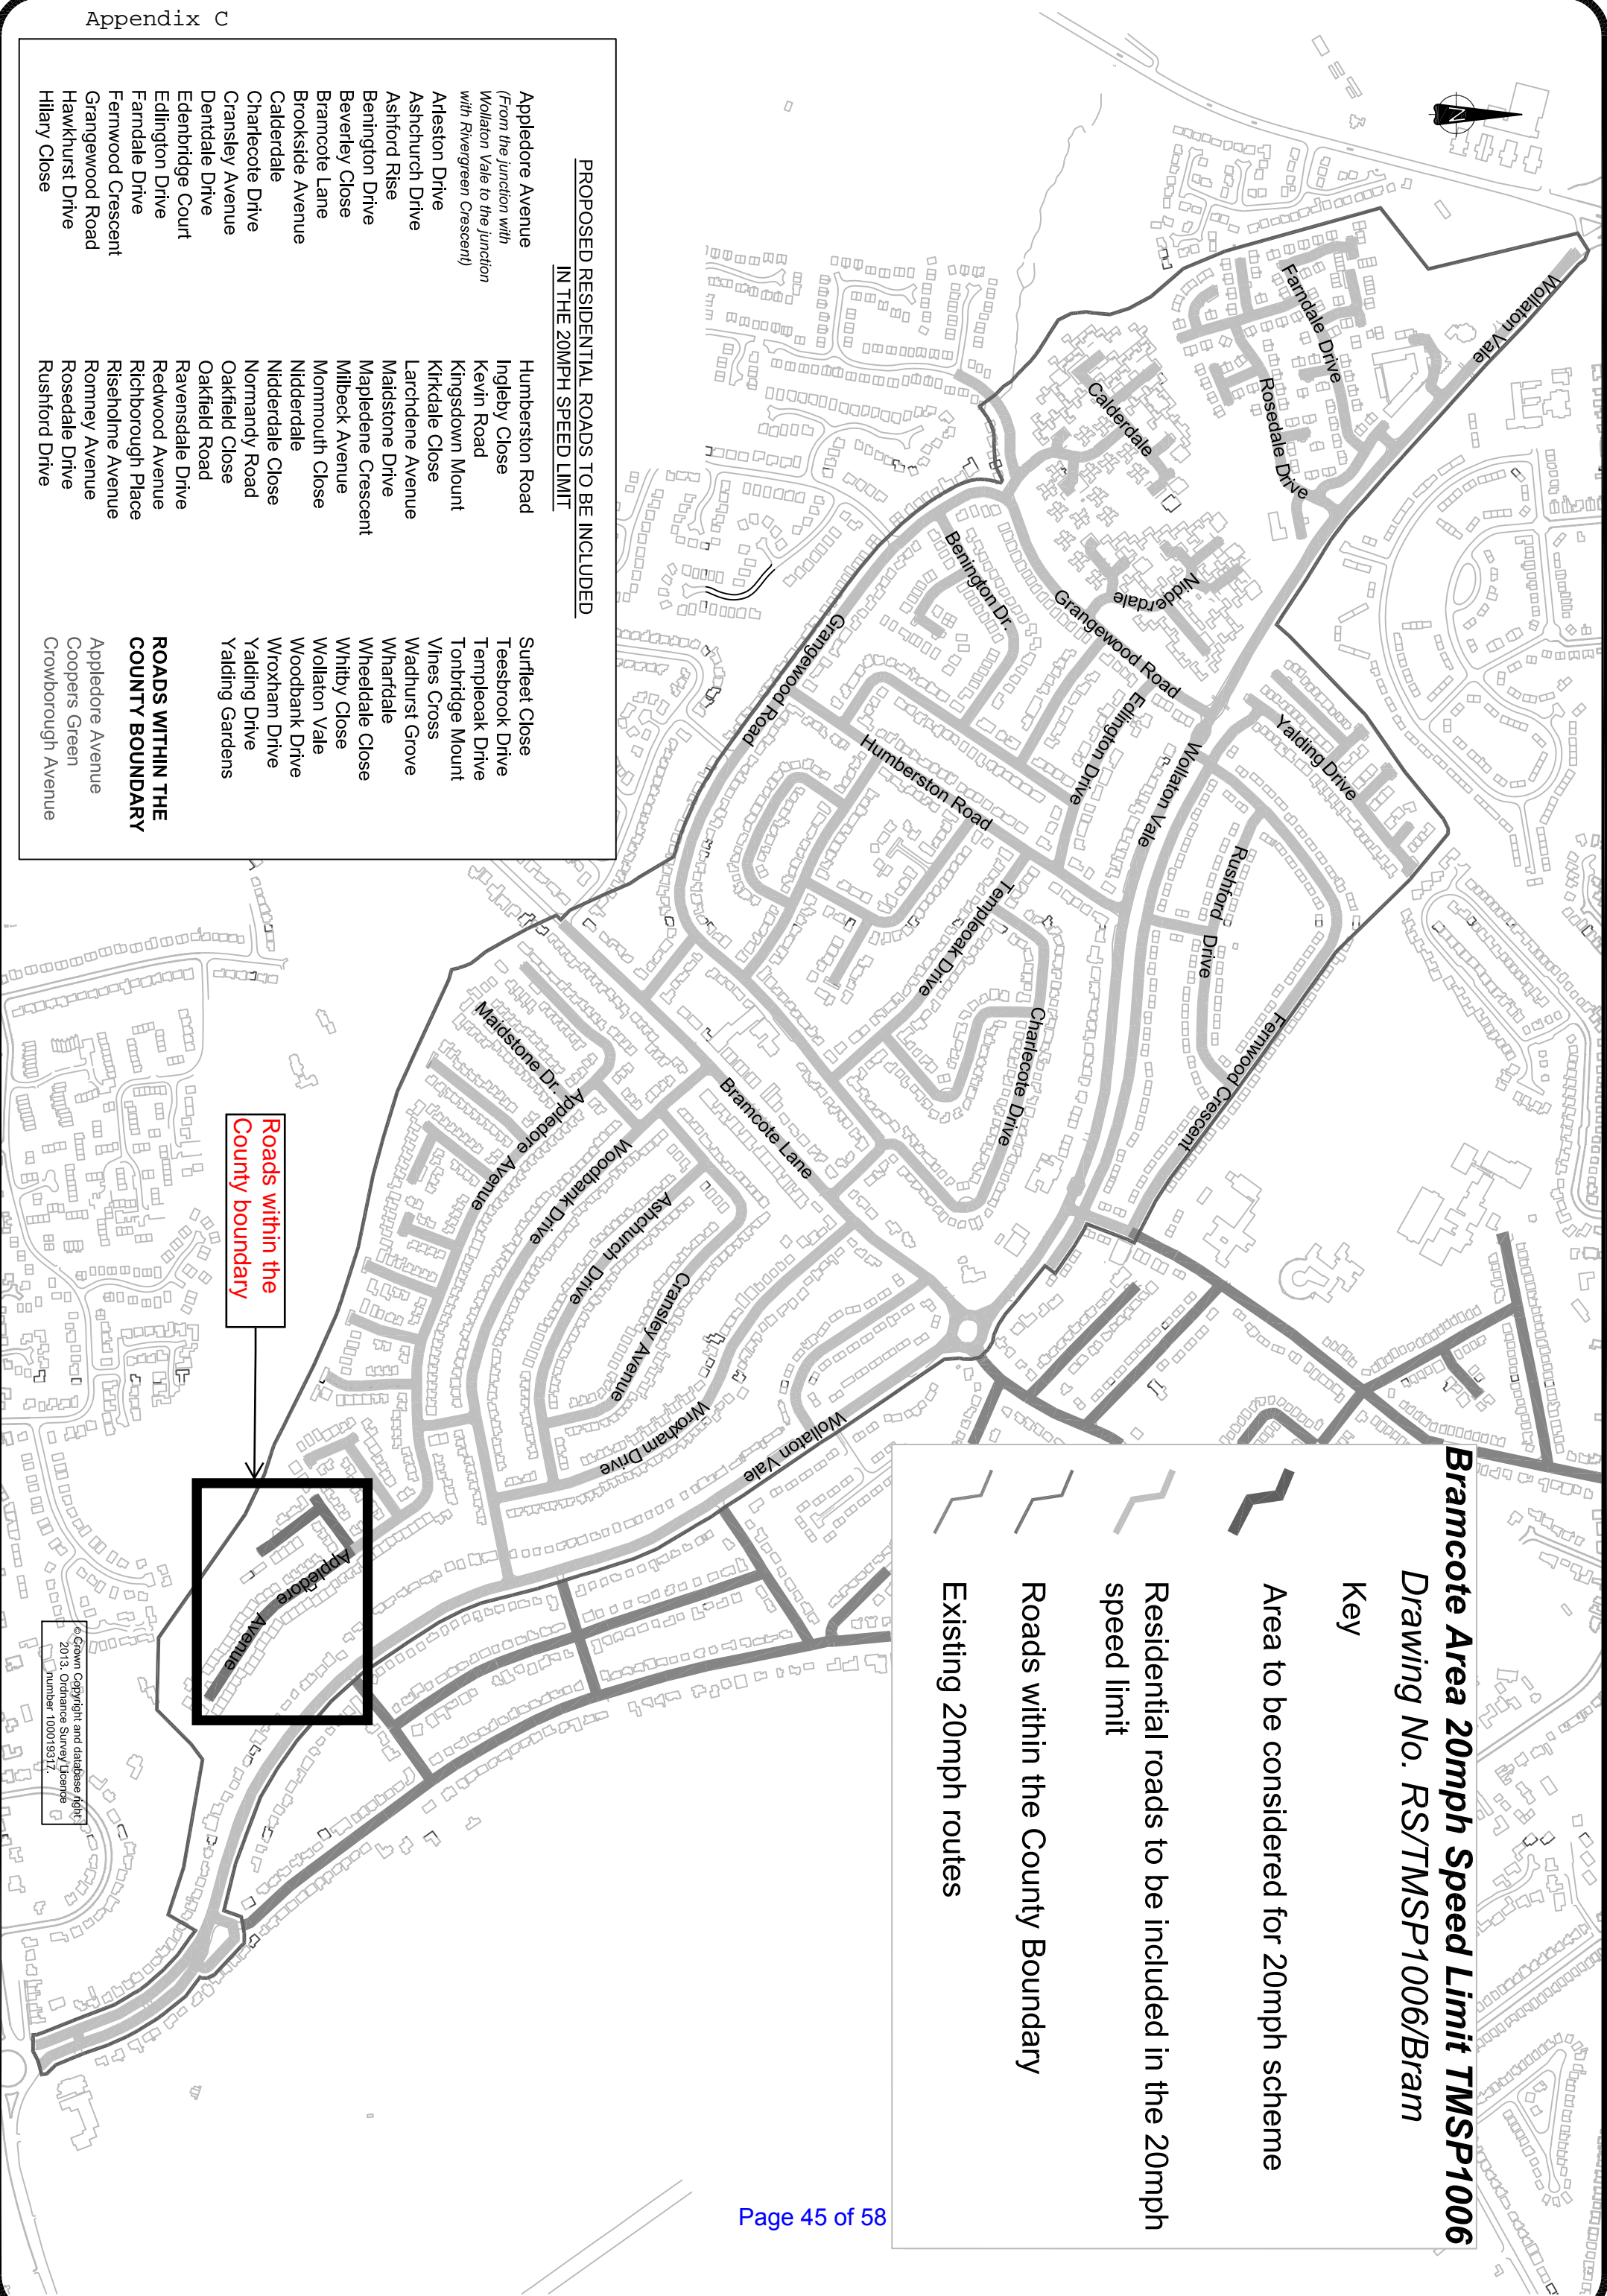 Appendix C
Bramcote Area 20mph Speed Limit TMSP1006
Drawing No. RS/TMSP1006/Bram
Key
Area to be considered for 20mph scheme
Residential roads to be included in the 20mph
speed limit
Roads within the County Boundary
Existing 20mph routes
N
Wollaton Vale
Farndale Drive
Rosedale Drive
Calderdale
Nidderdale
Grangewood Road
Benington Dr.
Edlington Drive
Yalding Drive
Wollaton Vale
Rushford Drive
Grangewood Road
Humberston Road
Templeoak Drive
Charlecote Drive
Fernwood Crescent
Maidstone Dr.
Appledore Avenue
Bramcote Lane
Woodbank Drive
Ashchurch Drive
Cransley Avenue
Wroxham Drive
Wollaton Vale
Appledore Avenue
Roads within the
County boundary
PROPOSED RESIDENTIAL ROADS TO BE INCLUDED
IN THE 20MPH SPEED LIMIT
Appledore Avenue
(From the junction with
Wollaton Vale to the junction
with Rivergreen Crescent)
Arleston Drive
Ashchurch Drive
Ashford Rise
Benington Drive
Beverley Close
Bramcote Lane
Brookside Avenue
Calderdale
Charlecote Drive
Cransley Avenue
Dentdale Drive
Edenbridge Court
Edlington Drive
Farndale Drive
Fernwood Crescent
Grangewood Road
Hawkhurst Drive
Hilary Close
Humberston Road
Ingleby Close
Kevin Road
Kingsdown Mount
Kirkdale Close
Larchdene Avenue
Maidstone Drive
Mapledene Crescent
Milbeck Avenue
Mommouth Close
Nidderdale
Nidderdale Close
Normandy Road
Oakfield Close
Oakfield Road
Ravensdale Drive
Redwood Avenue
Richborough Place
Riseholme Avenue
Romney Avenue
Rosedale Drive
Rushford Drive
Surfleet Close
Teesbrook Drive
Templeoak Drive
Tonbridge Mount
Vines Cross
Wadhurst Grove
Wharfdale
Wheeldale Close
Whitby Close
Wollaton Vale
Woodbank Drive
Wroxham Drive
Yalding Drive
Yalding Gardens
ROADS WITHIN THE
COUNTY BOUNDARY
Appledore Avenue
Coopers Green
Crowborough Avenue
© Crown Copyright and database right
2013. Ordnance Survey Licence
number 100019317.
Page 45 of 58